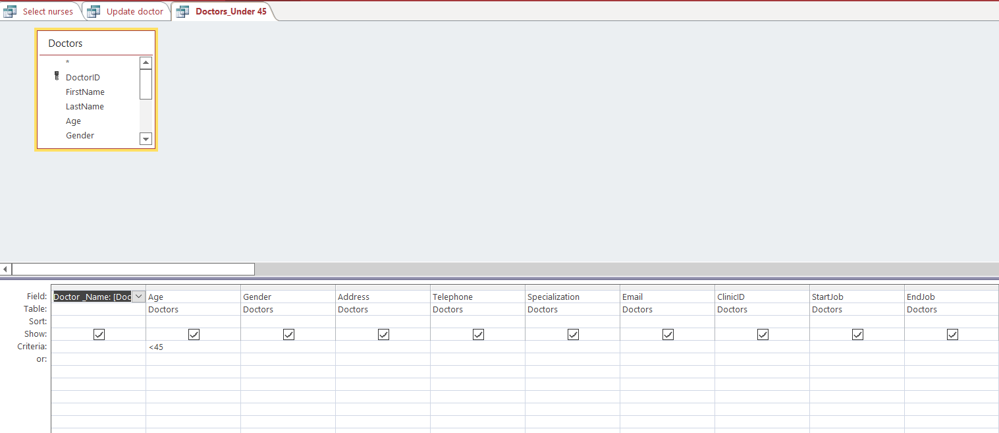 Select nurses Update doctor Doctors_Under 45
Doctors
*
DoctorID
FirstName
LastName
Age
Gender
Field: Doctor _Name: [Doc Age Gender Address Telephone Specialization Email ClinicID StartJob EndJob
Table: Doctors Doctors Doctors Doctors Doctors Doctors Doctors Doctors Doctors
Sort:
Show:
Criteria: <45
or: